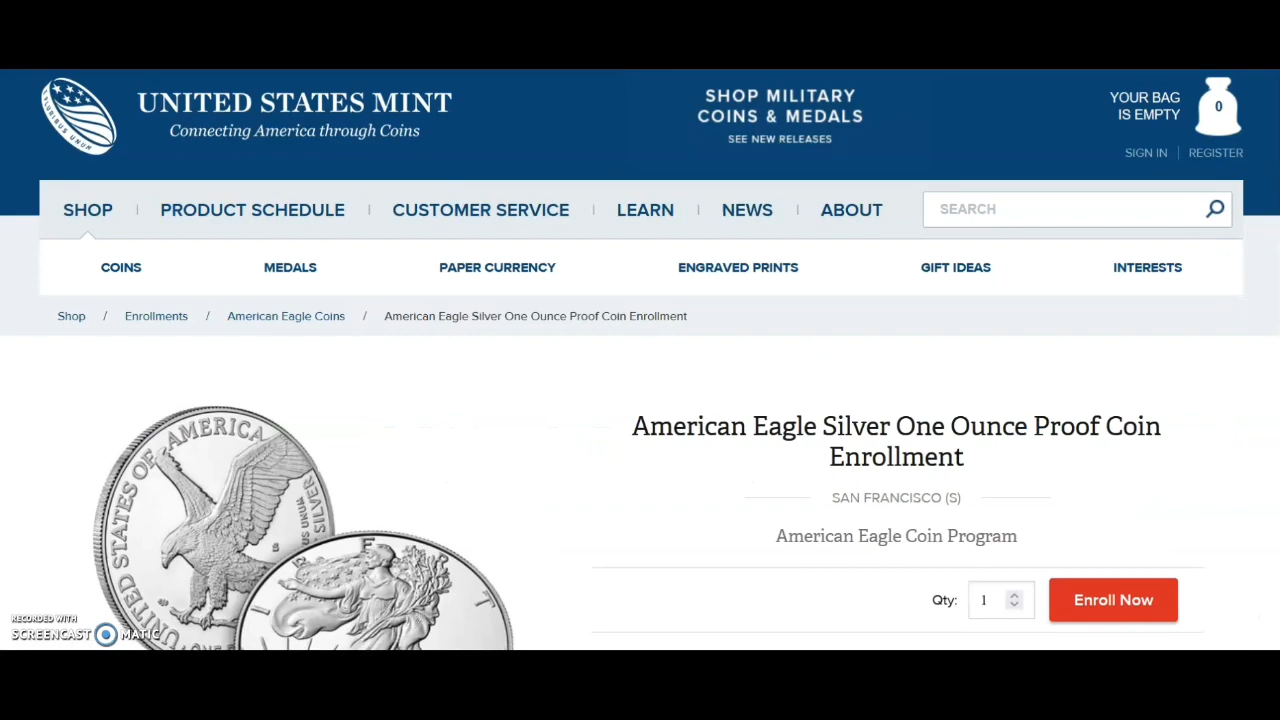 UNITED STATES MINT
Connecting America through Coins
PLURIBUS UNUM
SHOP MILITARY
COINS & MEDALS
SEE NEW RELEASES
YOUR BAG
IS EMPTY
0
SIGN IN | REGISTER
SHOP | PRODUCT SCHEDULE | CUSTOMER SERVICE | LEARN | NEWS | ABOUT
SEARCH
COINS MEDALS PAPER CURRENCY ENGRAVED PRINTS GIFT IDEAS INTERESTS
Shop / Enrollments / American Eagle Coins / American Eagle Silver One Ounce Proof Coin Enrollment
UNITED STATES OF AMERICA
SILVER
UNUM
S
L I E T
American Eagle Silver One Ounce Proof Coin
Enrollment
SAN FRANCISCO (S)
American Eagle Coin Program
Qty: 1 Enroll Now
RECORDED WITH
SCREENCAST MATIC